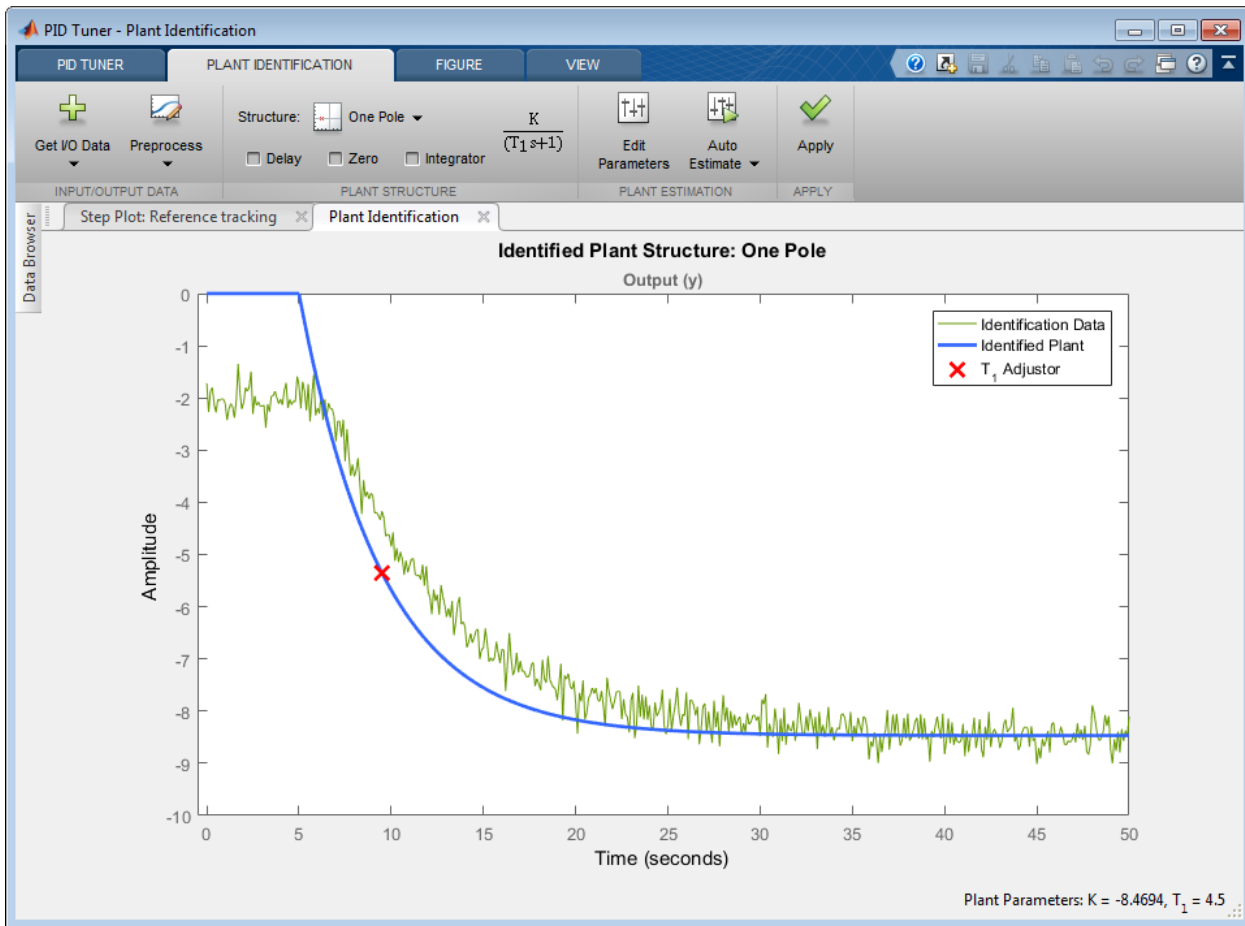 PID Tuner - Plant Identification
PID TUNER
PLANT IDENTIFICATION
FIGURE
VIEW
Get I/O Data
Preprocess
Structure: One Pole
Delay
Zero
Integrator
K
(T1s+1)
Edit
Parameters
Auto
Estimate
Apply
INPUT/OUTPUT DATA
PLANT STRUCTURE
PLANT ESTIMATION
APPLY
Data Browser
Step Plot: Reference tracking
Plant Identification
Identified Plant Structure: One Pole
Output (y)
Identification Data
Identified Plant
T1 Adjustor
Amplitude
0
-1
-2
-3
-4
-5
-6
-7
-8
-9
-10
0 5 10 15 20 25 30 35 40 45 50
Time (seconds)
Plant Parameters: K = -8.4694, T1 = 4.5